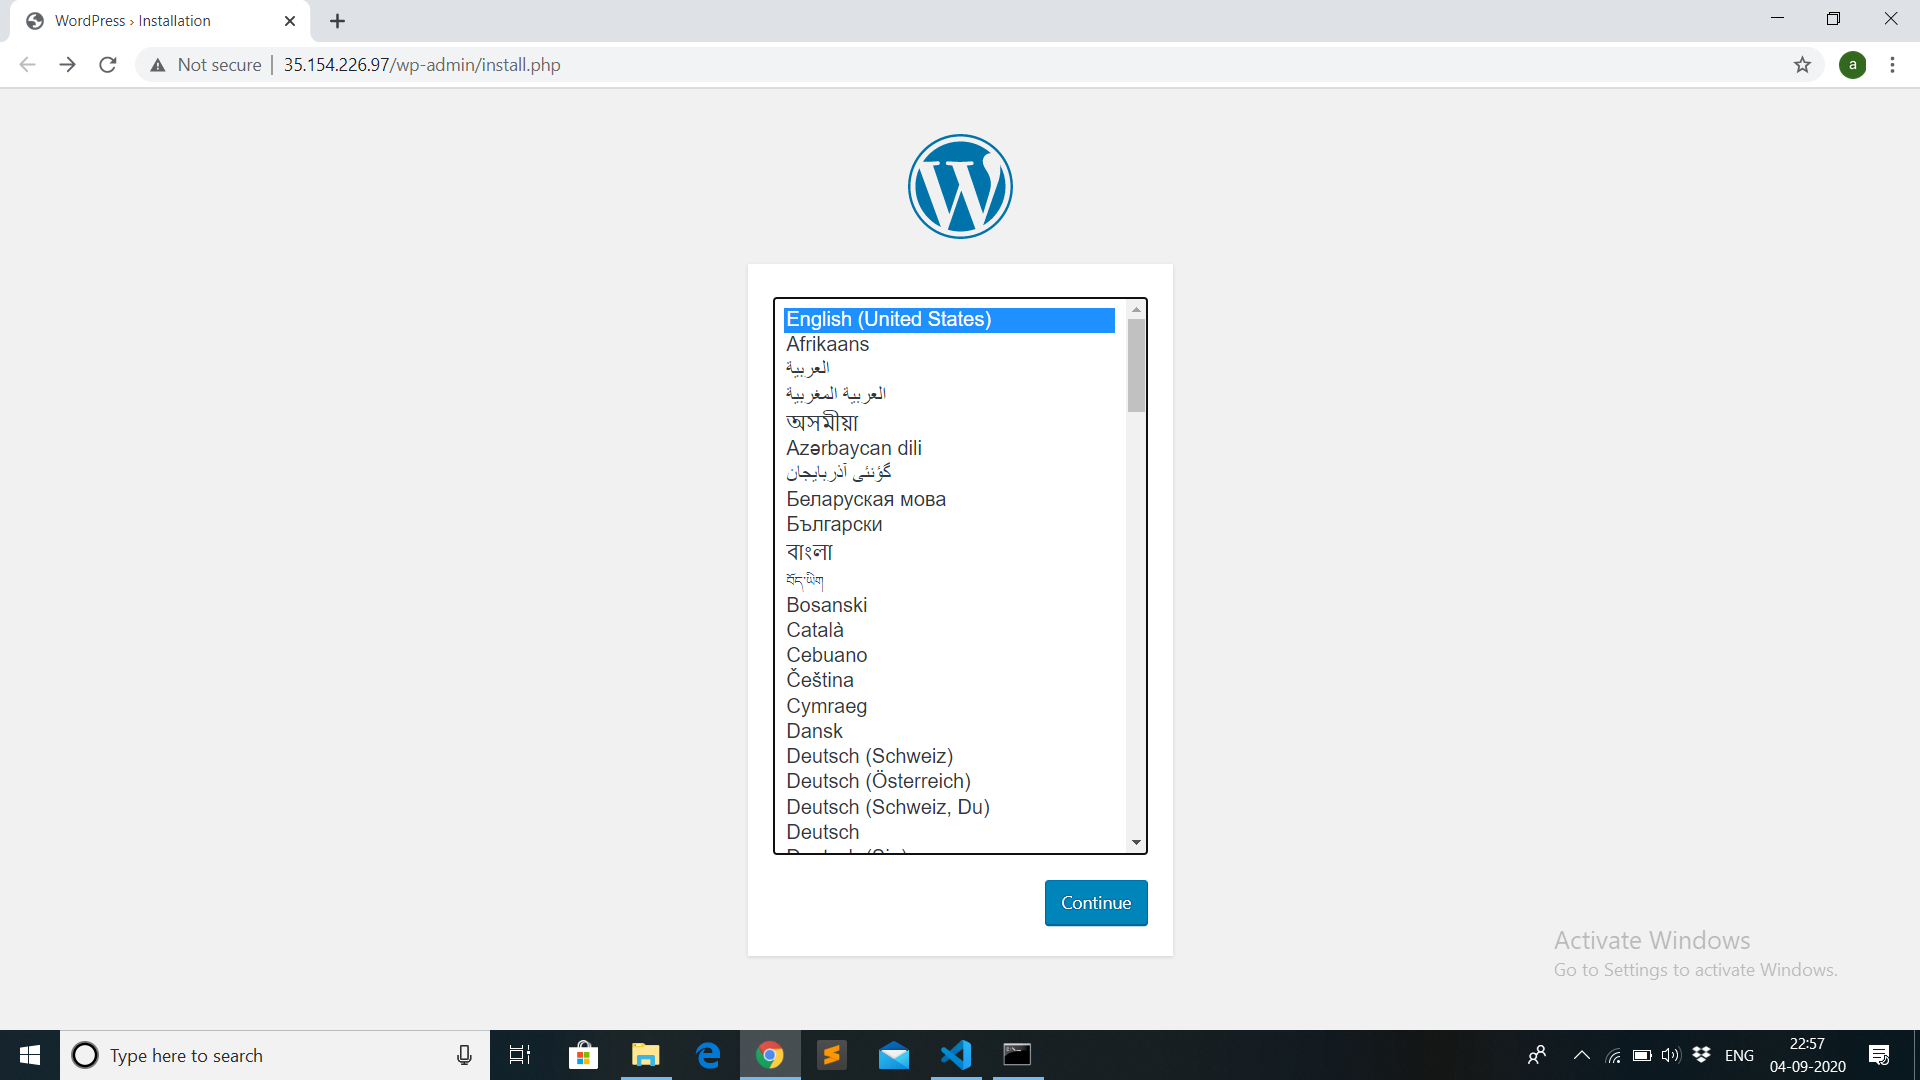 WordPress › Installation
Not secure | 35.154.226.97/wp-admin/install.php
a
English (United States)
Afrikaans
العربية
العربية المغربية
অসমীয়া
Azərbaycan dili
گؤنئی آذربایجان
Беларуская мова
Български
বাংলা
བོད་ཡིག
Bosanski
Català
Cebuano
Čeština
Cymraeg
Dansk
Deutsch (Schweiz)
Deutsch (Österreich)
Deutsch (Schweiz, Du)
Deutsch
Continue
Activate Windows
Go to Settings to activate Windows.
Type here to search
ENG
22:57
04-09-2020